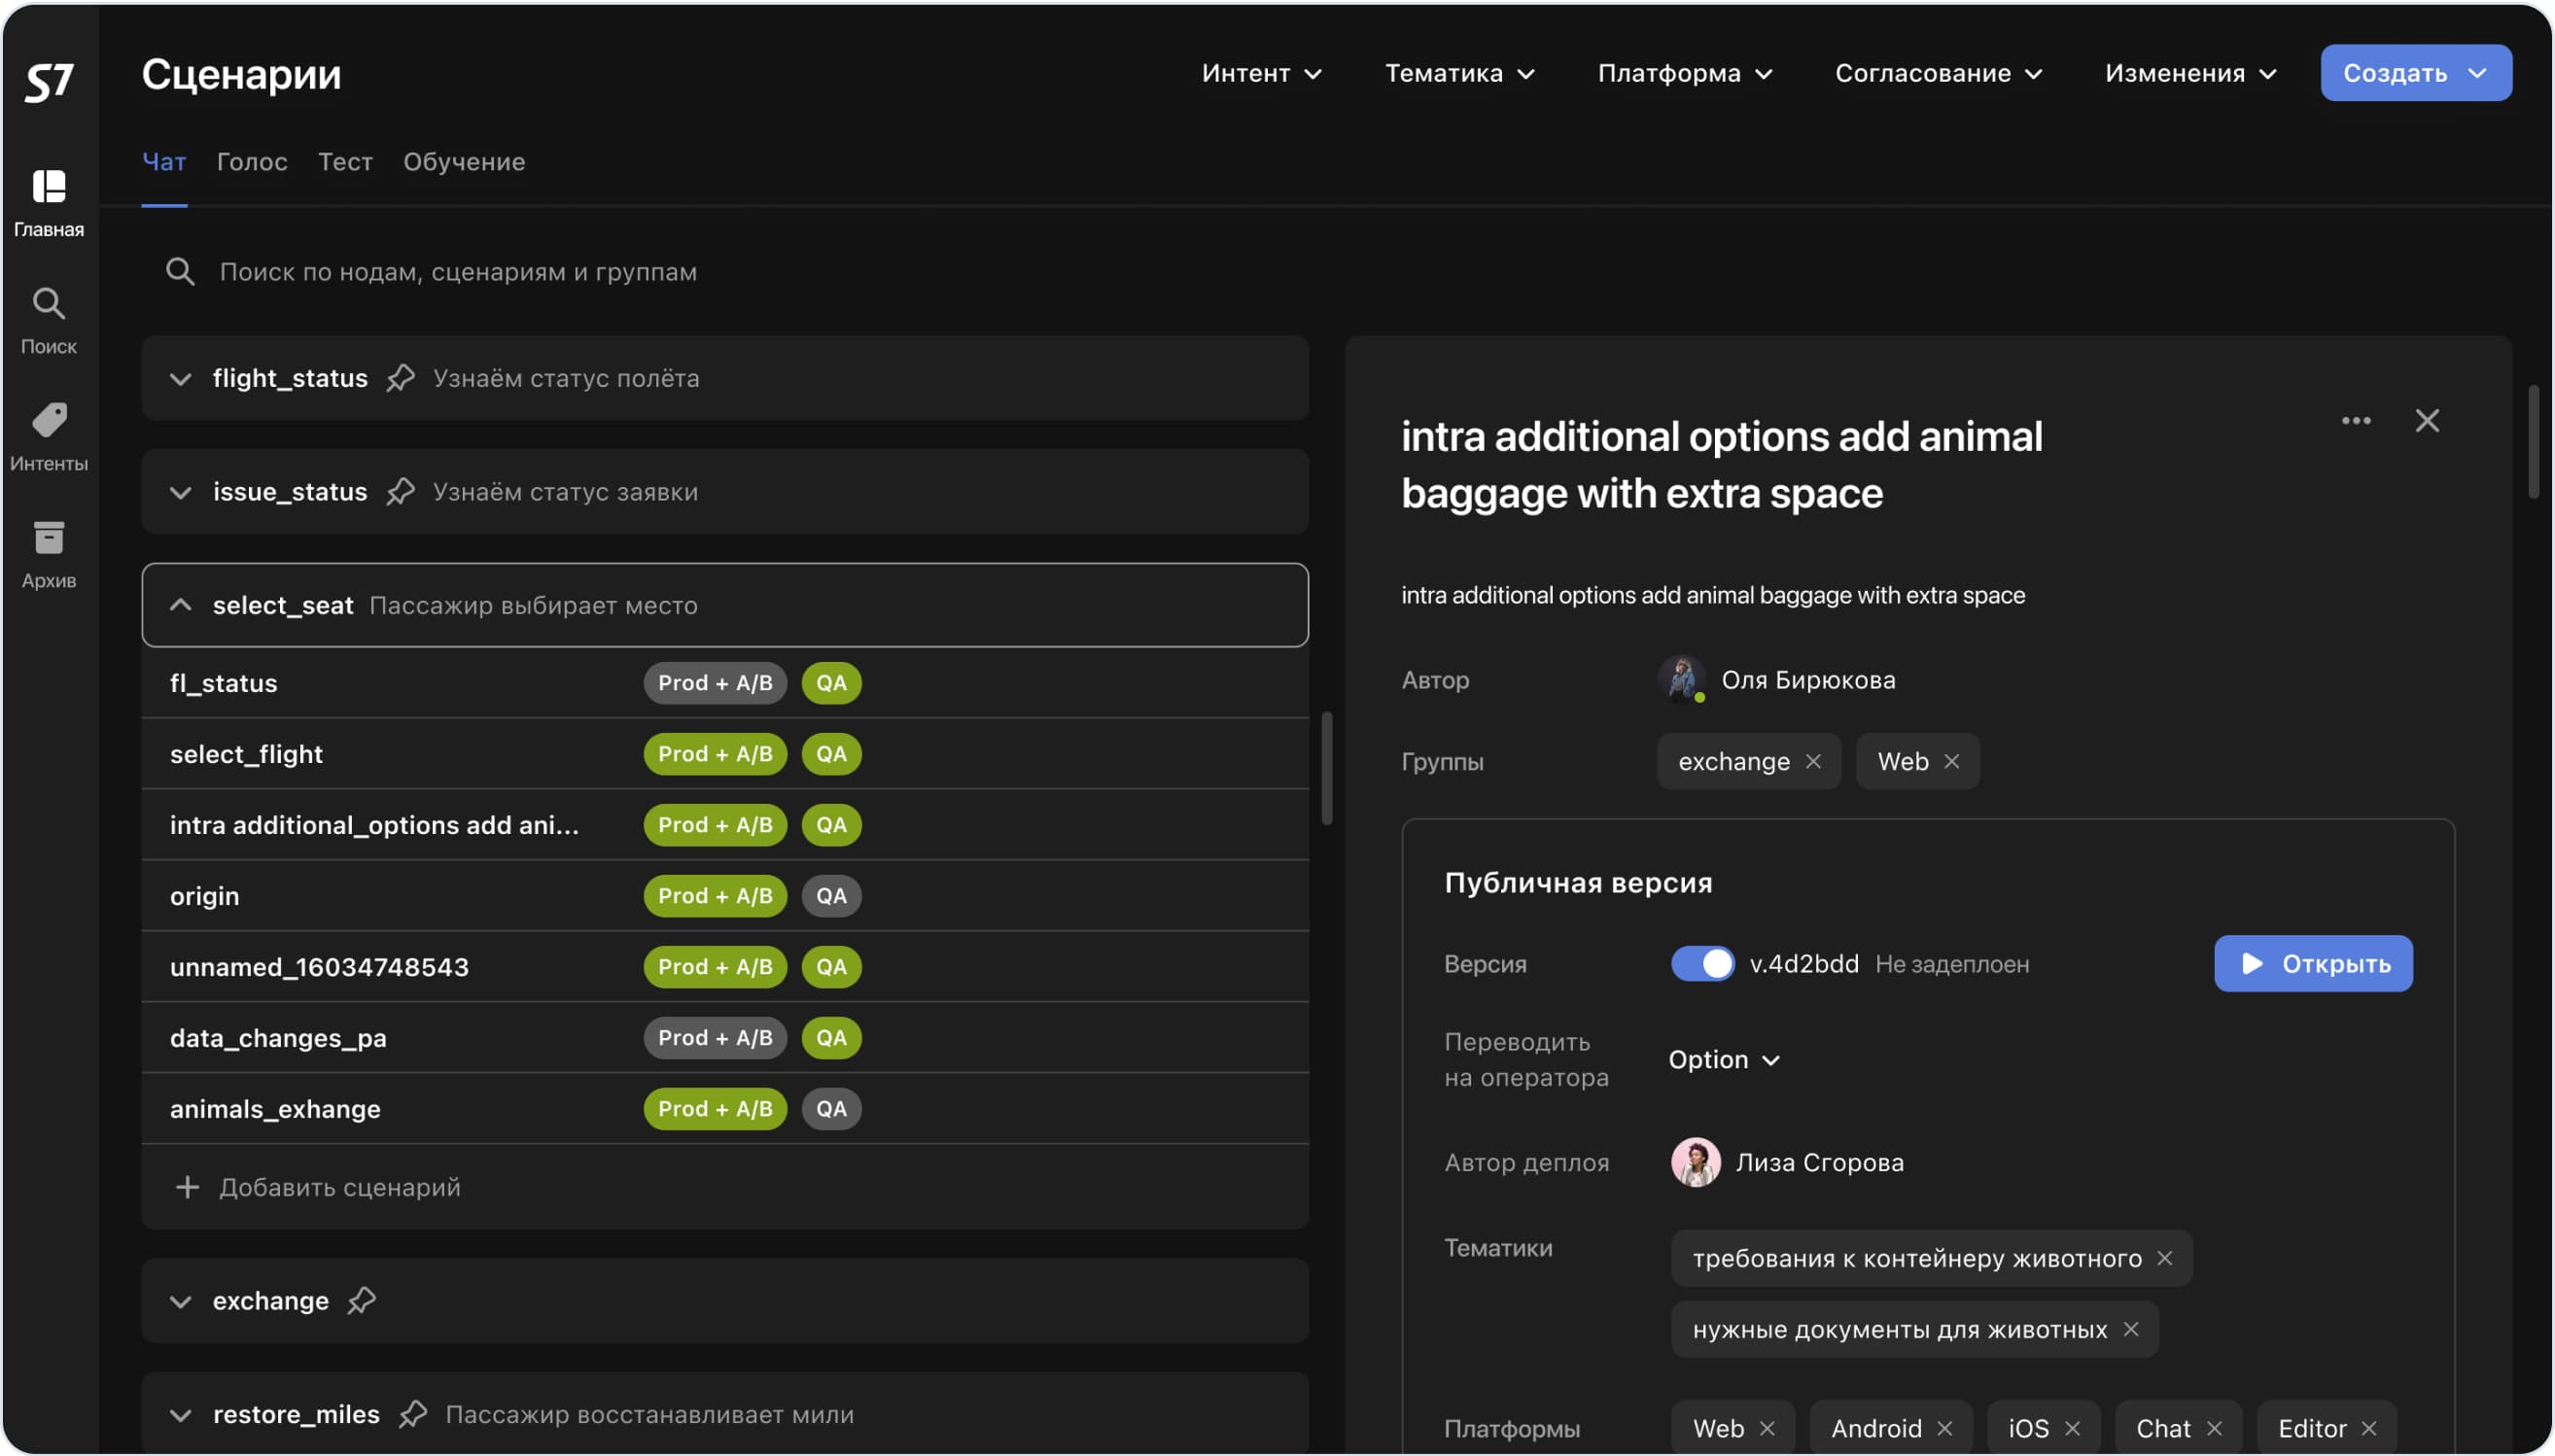 S7
Главная
Поиск
Интенты
Архив
Сценарии
Интент
Тематика
Платформа
Согласование
Изменения
Создать
Чат
Голос
Тест
Обучение
Поиск по нодам, сценариям и группам
flight_status Узнаём статус полёта
issue_status Узнаём статус заявки
select_seat Пассажир выбирает место
fl_status Prod + A/B QA
select_flight Prod + A/B QA
intra additional_options add ani... Prod + A/B QA
origin Prod + A/B QA
unnamed_16034748543 Prod + A/B QA
data_changes_pa Prod + A/B QA
animals_exhange Prod + A/B QA
Добавить сценарий
exchange
restore_miles Пассажир восстанавливает мили
intra additional options add animal
baggage with extra space
intra additional options add animal baggage with extra space
Автор Оля Бирюкова
Группы exchange Web
Публичная версия
Версия v.4d2bdd Не задеплоен Открыть
Переводить
на оператора
Option
Автор деплоя Лиза Сгорова
Тематики требования к контейнеру животного
нужные документы для животных
Платформы Web Android iOS Chat Editor